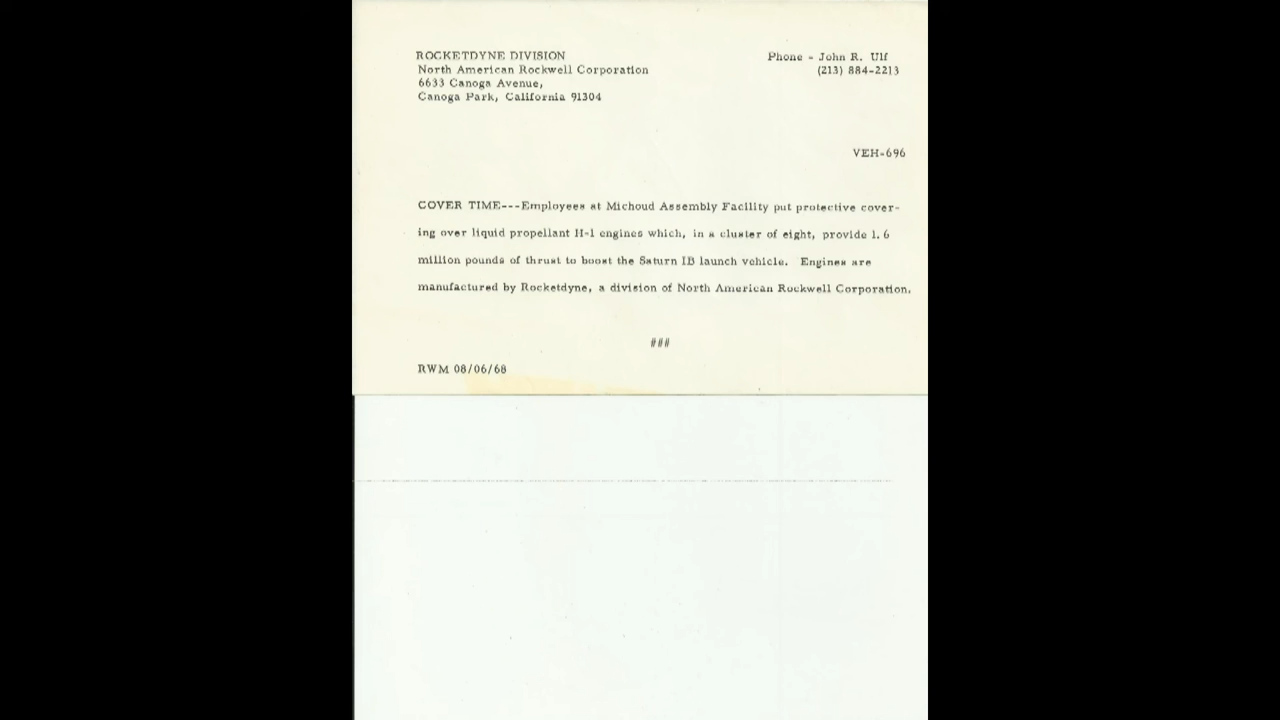 ROCKETDYNE DIVISION
North American Rockwell Corporation
6633 Canoga Avenue,
Canoga Park, California 91304
Phone - John R. Ulf
(213) 884-2213
VEH-696
COVER TIME---Employees at Michoud Assembly Facility put protective cover-
ing over liquid propellant H-1 engines which, in a cluster of eight, provide 1.6
million pounds of thrust to boost the Saturn IB launch vehicle. Engines are
manufactured by Rocketdyne, a division of North American Rockwell Corporation.
###
RWM 08/06/68